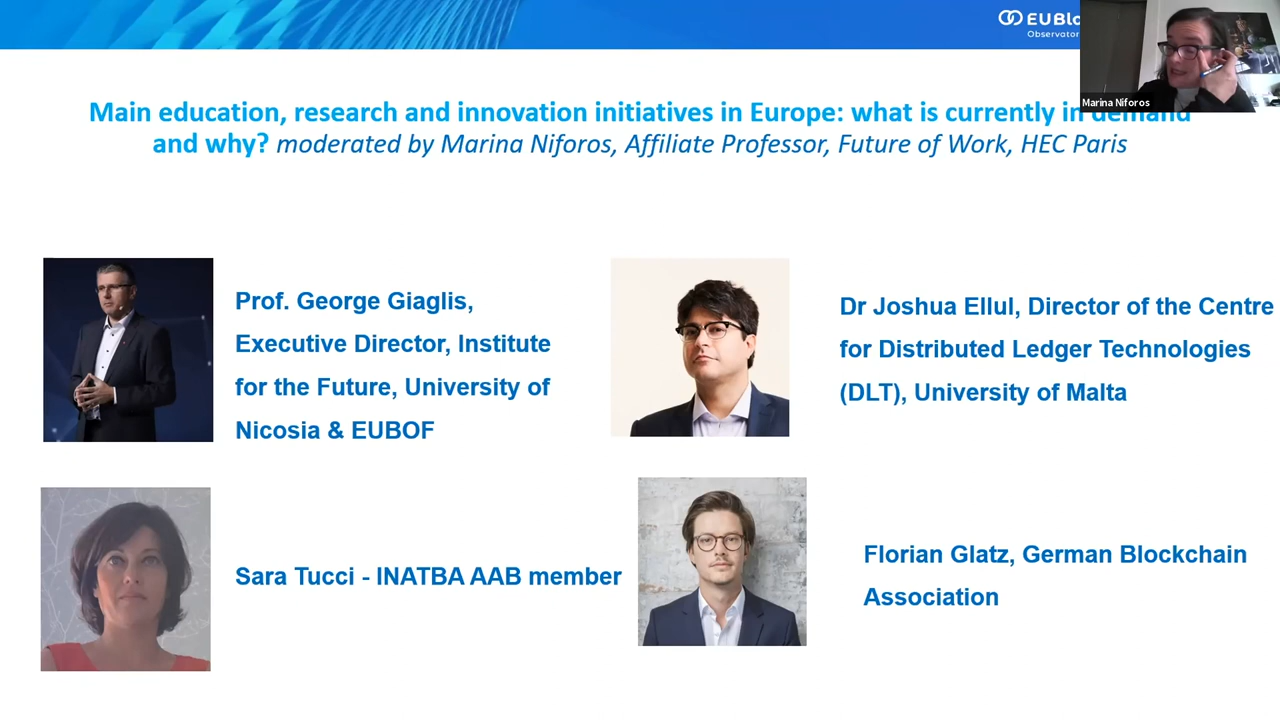 EUBlo
Observator
Marina Niforos
Main education, research and innovation initiatives in Europe: what is currently in demand
and why? moderated by Marina Niforos, Affiliate Professor, Future of Work, HEC Paris
Prof. George Giaglis,
Executive Director, Institute
for the Future, University of
Nicosia & EUBOF
Dr Joshua Ellul, Director of the Centre
for Distributed Ledger Technologies
(DLT), University of Malta
Sara Tucci - INATBA AAB member
Florian Glatz, German Blockchain
Association